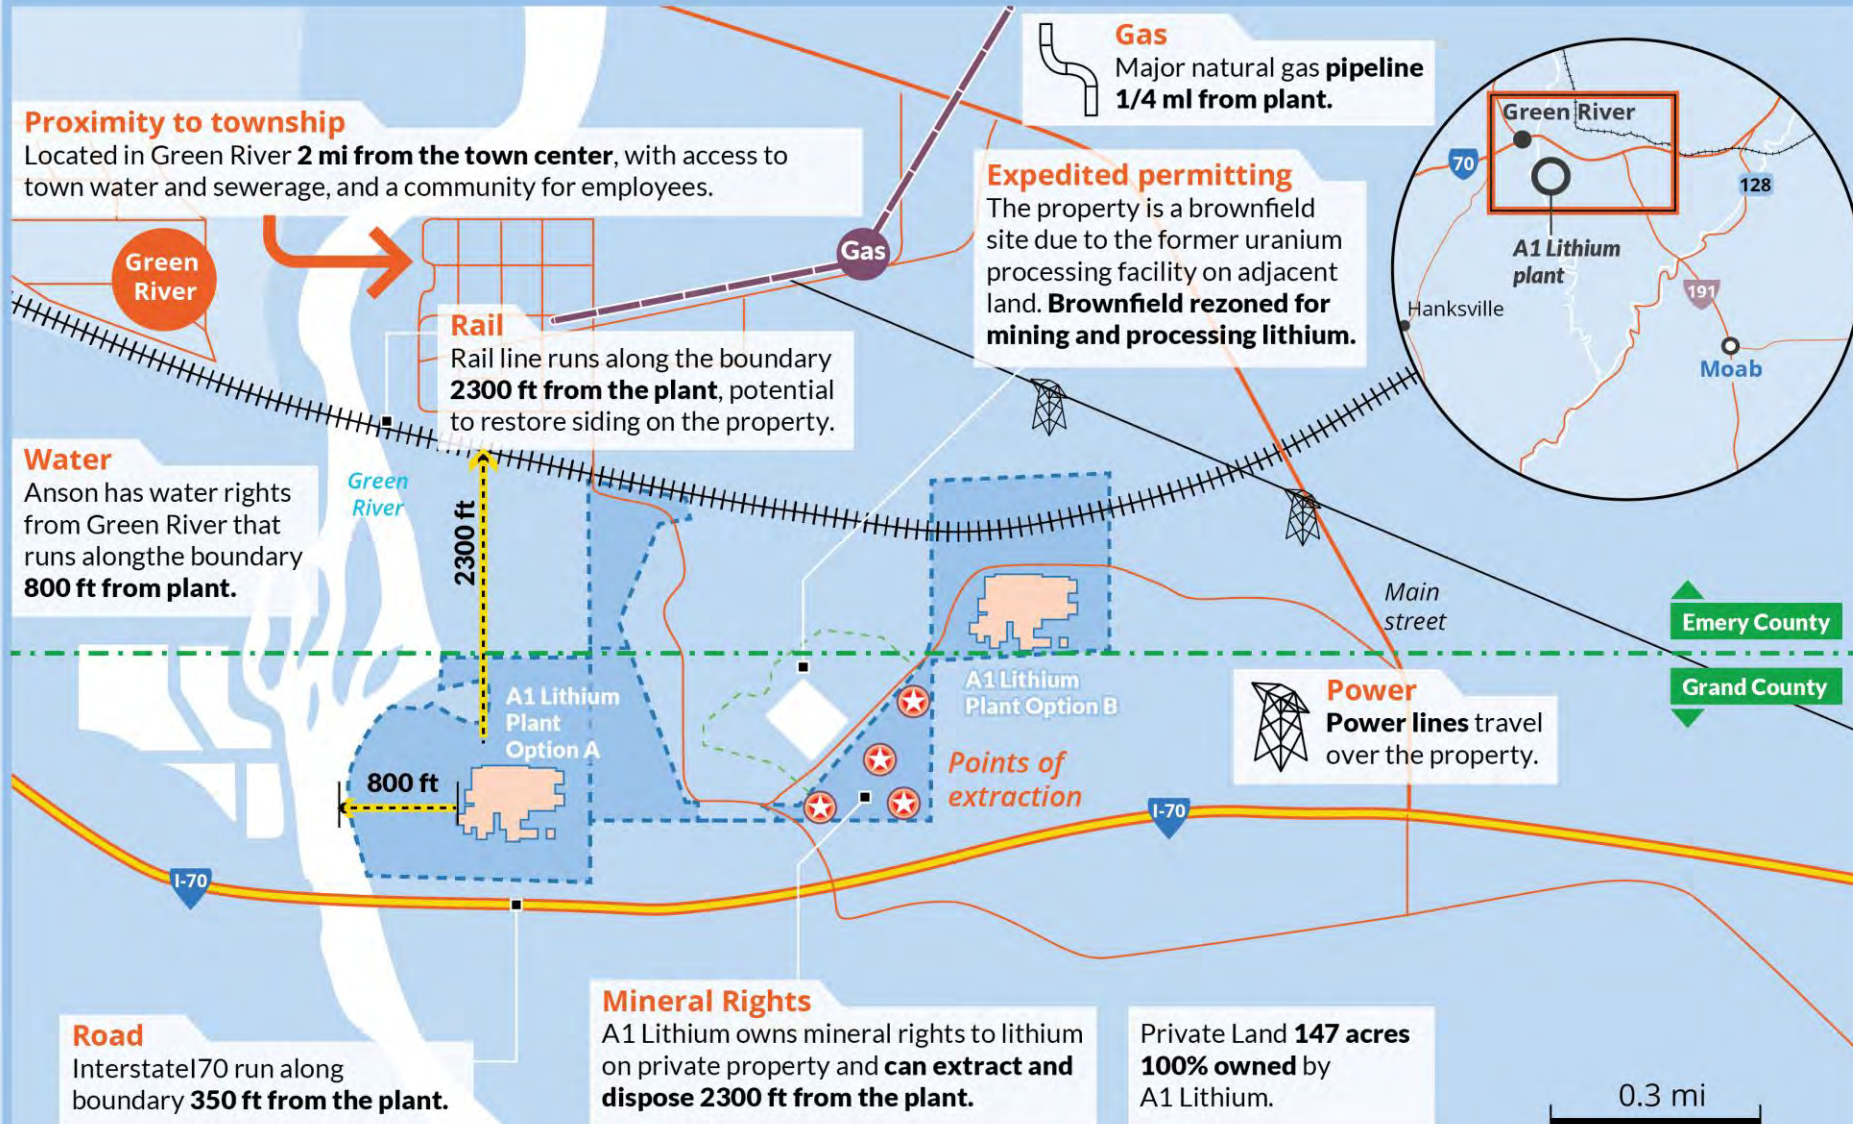 Gas
Major natural gas pipeline
1/4 ml from plant.
Proximity to township
Located in Green River 2 mi from the town center, with access to
town water and sewerage, and a community for employees.
Green River
70
128
A1 Lithium
plant
191
Hanksville
Moab
Expedited permitting
The property is a brownfield
site due to the former uranium
processing facility on adjacent
land. Brownfield rezoned for
mining and processing lithium.
Green
River
Gas
Rail
Rail line runs along the boundary
2300 ft from the plant, potential
to restore siding on the property.
Water
Anson has water rights
from Green River that
runs alongthe boundary
800 ft from plant.
Green
River
2300 ft
Main
street
Emery County
Grand County
A1 Lithium
Plant
Option A
A1 Lithium
Plant Option B
Power
Power lines travel
over the property.
800 ft
Points of
extraction
I-70
I-70
Road
InterstateI70 run along
boundary 350 ft from the plant.
Mineral Rights
A1 Lithium owns mineral rights to lithium
on private property and can extract and
dispose 2300 ft from the plant.
Private Land 147 acres
100% owned by
A1 Lithium.
0.3 mi